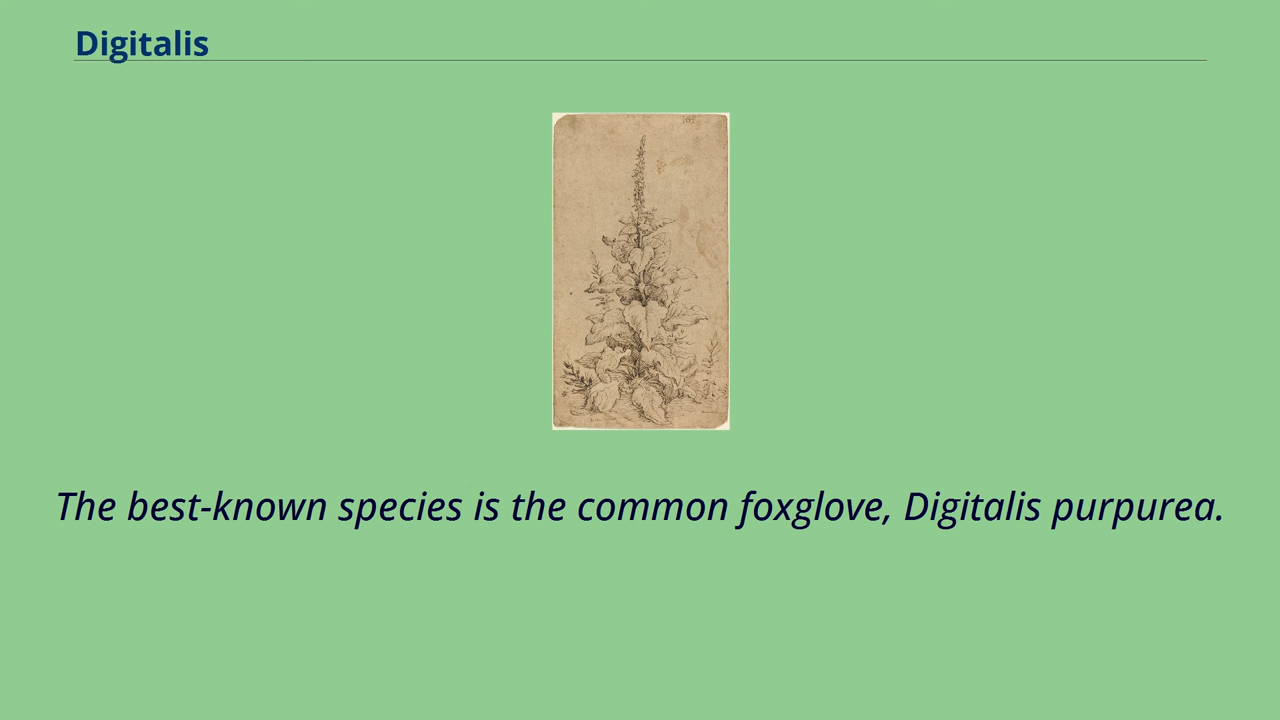 Digitalis
The best-known species is the common foxglove, Digitalis purpurea.